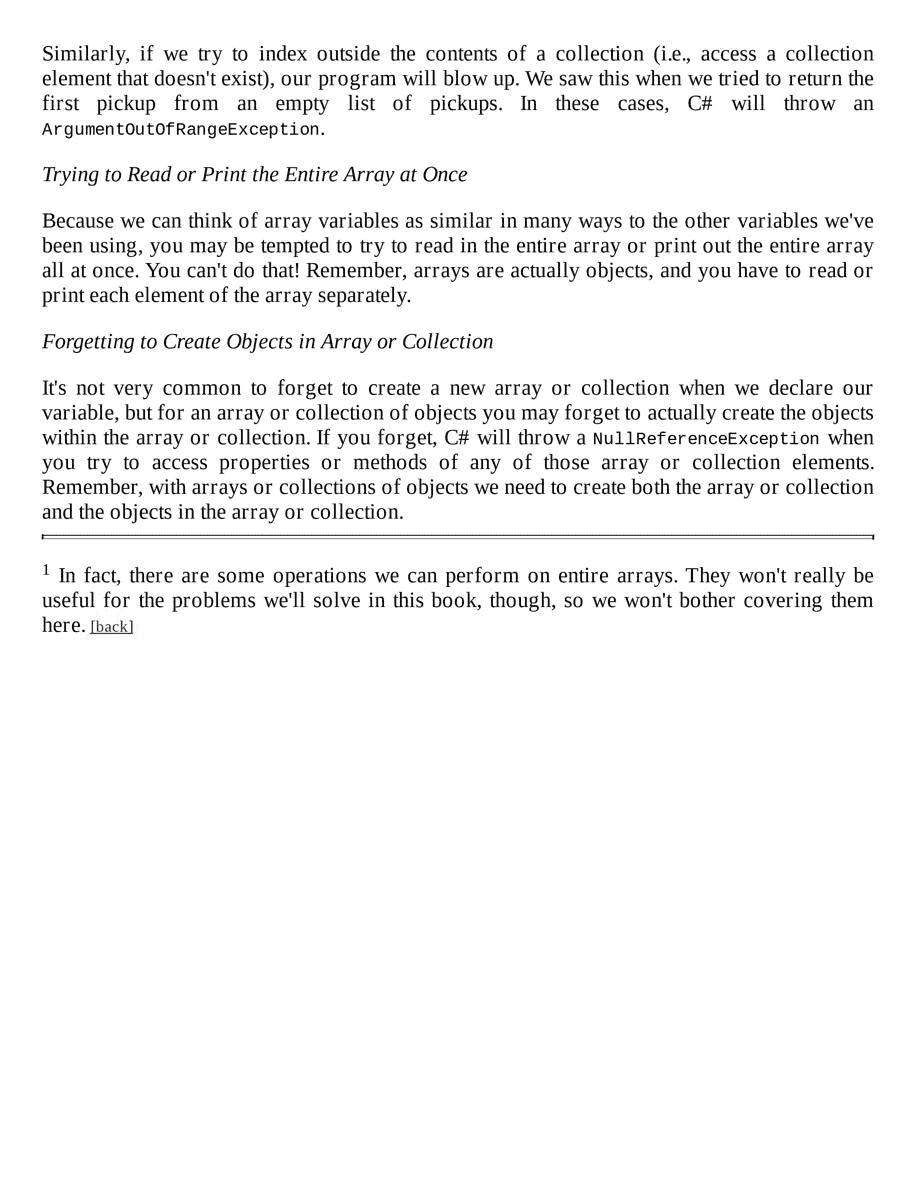 Similarly, if we try to index outside the contents of a collection (i.e., access a collection
element that doesn't exist), our program will blow up. We saw this when we tried to return the
first pickup from an empty list of pickups. In these cases, C# will throw an
ArgumentOutOfRangeException.
Trying to Read or Print the Entire Array at Once
Because we can think of array variables as similar in many ways to the other variables we've
been using, you may be tempted to try to read in the entire array or print out the entire array
all at once. You can't do that! Remember, arrays are actually objects, and you have to read or
print each element of the array separately.
Forgetting to Create Objects in Array or Collection
It's not very common to forget to create a new array or collection when we declare our
variable, but for an array or collection of objects you may forget to actually create the objects
within the array or collection. If you forget, C# will throw a NullReferenceException when
you try to access properties or methods of any of those array or collection elements.
Remember, with arrays or collections of objects we need to create both the array or collection
and the objects in the array or collection.
1 In fact, there are some operations we can perform on entire arrays. They won't really be
useful for the problems we'll solve in this book, though, so we won't bother covering them
here. [back]